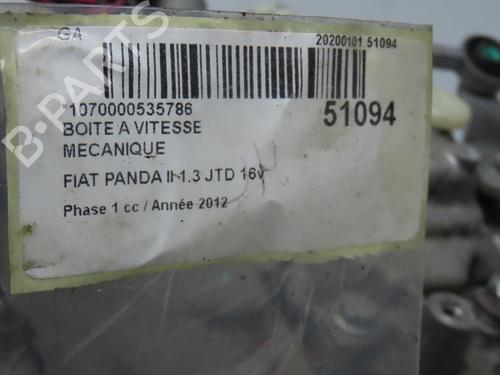 GA
20200101 51094
*1070000535786
51094
BOITE A VITESSE
MECANIQUE
FIAT PANDA II 1.3 JTD 16v
Phase 1 cc / Année 2012
B-PARTS